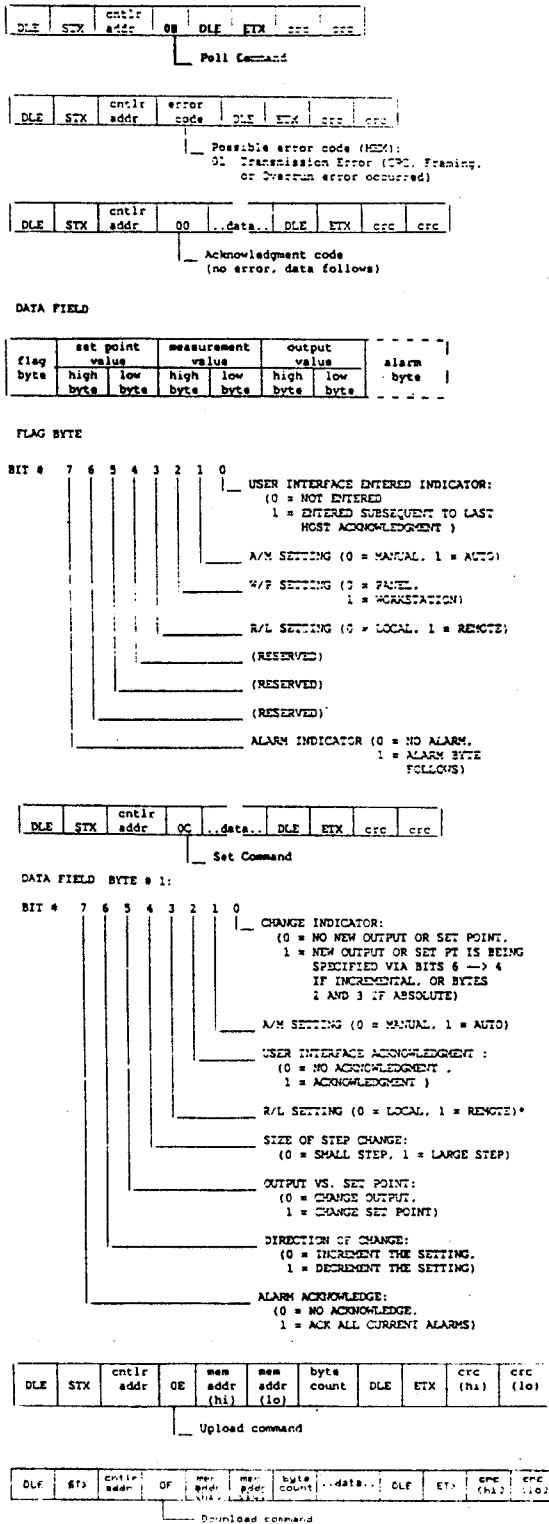 DLE STX cntlr addr 0B DLE ETX crc crc
Poll Command
DLE STX cntlr addr error code DLE ETX crc crc
Possible error code (HEX):
01 Transmission Error (CRC, Framing,
or Overrun error occurred)
DLE STX cntlr addr 00 ..data.. DLE ETX crc crc
Acknowledgment code
(no error, data follows)
DATA FIELD
flag byte set point value measurement value output value alarm byte
high byte low byte high byte low byte high byte low byte
FLAG BYTE
BIT # 7 6 5 4 3 2 1 0
USER INTERFACE ENTERED INDICATOR:
(0 = NOT ENTERED
1 = ENTERED SUBSEQUENT TO LAST
HOST ACKNOWLEDGMENT )
A/M SETTING (0 = MANUAL, 1 = AUTO)
W/P SETTING (0 = PANEL,
1 = WORKSTATION)
R/L SETTING (0 = LOCAL, 1 = REMOTE)
(RESERVED)
(RESERVED)
(RESERVED)
ALARM INDICATOR (0 = NO ALARM,
1 = ALARM BYTE
FOLLOWS)
DLE STX cntlr addr 0C ..data.. DLE ETX crc crc
Set Command
DATA FIELD BYTE # 1:
BIT # 7 6 5 4 3 2 1 0
CHANGE INDICATOR:
(0 = NO NEW OUTPUT OR SET POINT,
1 = NEW OUTPUT OR SET PT IS BEING
SPECIFIED VIA BITS 6 —> 4
IF INCREMENTAL, OR BYTES
2 AND 3 IF ABSOLUTE)
A/M SETTING (0 = MANUAL, 1 = AUTO)
USER INTERFACE ACKNOWLEDGMENT :
(0 = NO ACKNOWLEDGMENT ,
1 = ACKNOWLEDGMENT )
R/L SETTING (0 = LOCAL, 1 = REMOTE)*
SIZE OF STEP CHANGE:
(0 = SMALL STEP, 1 = LARGE STEP)
OUTPUT VS. SET POINT:
(0 = CHANGE OUTPUT,
1 = CHANGE SET POINT)
DIRECTION OF CHANGE:
(0 = INCREMENT THE SETTING,
1 = DECREMENT THE SETTING)
ALARM ACKNOWLEDGE:
(0 = NO ACKNOWLEDGE,
1 = ACK ALL CURRENT ALARMS)
DLE STX cntlr addr 0E mem addr (hi) mem addr (lo) byte count DLE ETX crc (hi) crc (lo)
Upload command
DLE STX cntlr addr 0F mem addr (hi) mem addr (lo) byte count ..data.. DLE ETX crc (hi) crc (lo)
Download command